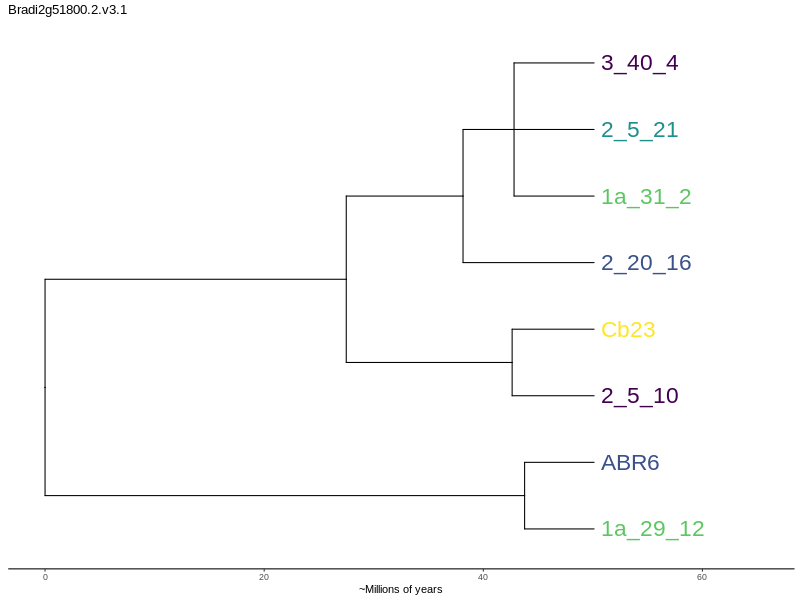 Bradi2g51800.2.v3.1
3_40_4
2_5_21
1a_31_2
2_20_16
Cb23
2_5_10
ABR6
1a_29_12
0 20 40 60
~Millions of years